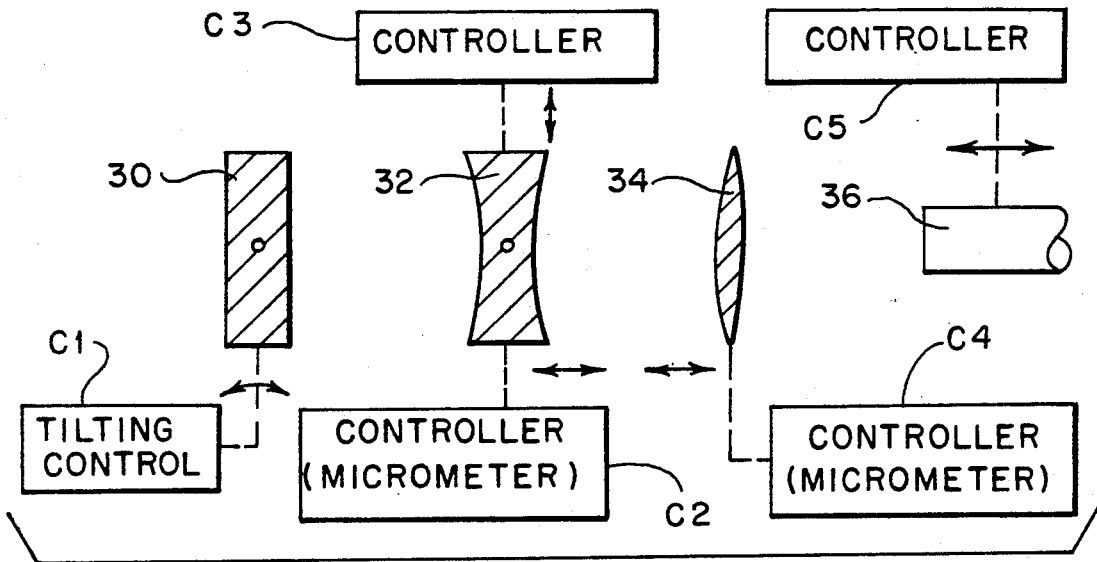 C3
CONTROLLER
CONTROLLER
C5
30
32
34
36
C1
C4
TILTING
CONTROL
CONTROLLER
(MICROMETER)
C2
CONTROLLER
(MICROMETER)